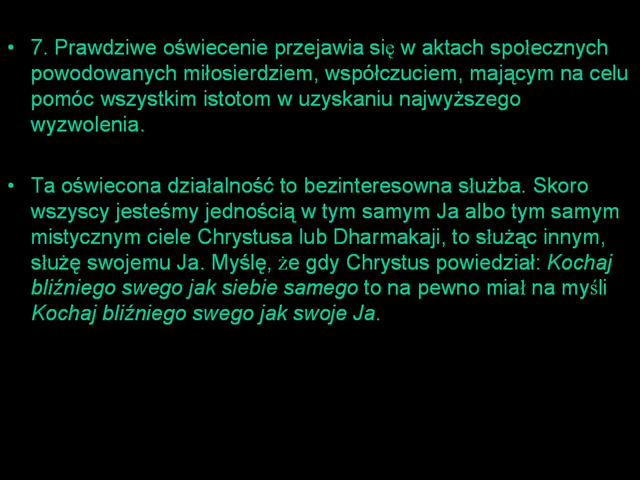 • 7. Prawdziwe oświecenie przejawia się w aktach społecznych
powodowanych miłosierdziem, współczuciem, mającym na celu
pomóc wszystkim istotom w uzyskaniu najwyższego
wyzwolenia.
• Ta oświecona działalność to bezinteresowna służba. Skoro
wszyscy jesteśmy jednością w tym samym Ja albo tym samym
mistycznym ciele Chrystusa lub Dharmakaji, to służąc innym,
służę swojemu Ja. Myślę, że gdy Chrystus powiedział: Kochaj
bliźniego swego jak siebie samego to na pewno miał na myśli
Kochaj bliźniego swego jak swoje Ja.